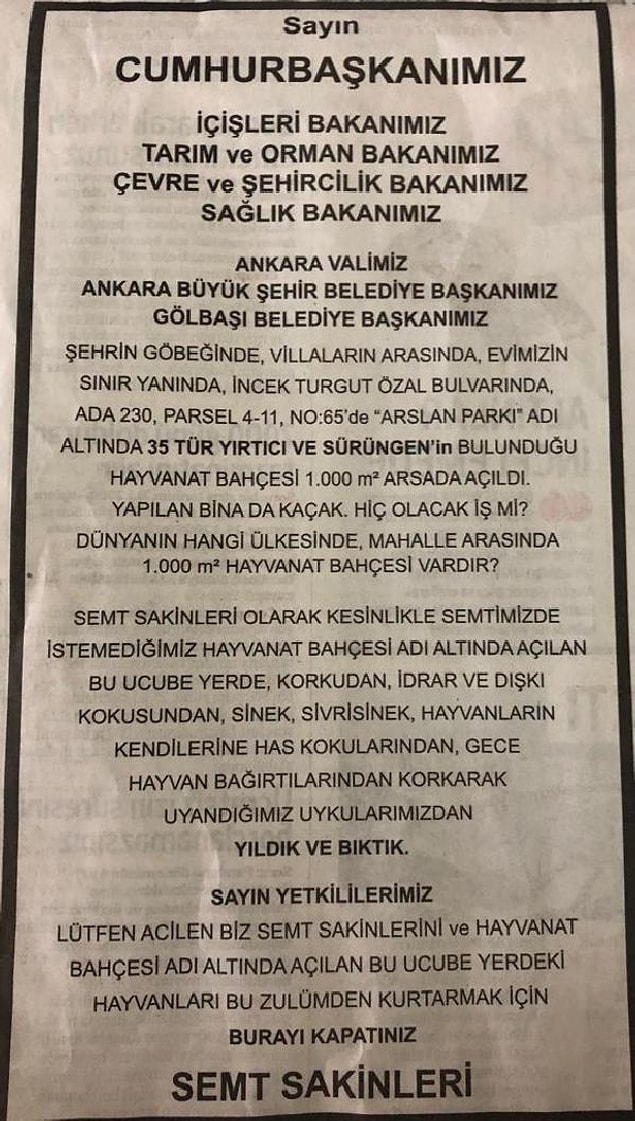 Sayın
CUMHURBAŞKANIMIZ
İÇİŞLERİ BAKANIMIZ
TARIM ve ORMAN BAKANIMIZ
ÇEVRE ve ŞEHİRCİLİK BAKANIMIZ
SAĞLIK BAKANIMIZ
ANKARA VALİMİZ
ANKARA BÜYÜK ŞEHİR BELEDİYE BAŞKANIMIZ
GÖLBAŞI BELEDİYE BAŞKANIMIZ
ŞEHRİN GÖBEĞİNDE, VİLLALARIN ARASINDA, EVİMİZİN
SINIR YANINDA, İNCEK TURGUT ÖZAL BULVARINDA,
ADA 230, PARSEL 4-11, NO:65'de "ARSLAN PARKI" ADI
ALTINDA 35 TÜR YIRTICI VE SÜRÜNGEN'in BULUNDUĞU
HAYVANAT BAHÇESİ 1.000 m² ARSADA AÇILDI.
YAPILAN BİNA DA KAÇAK. HİÇ OLACAK İŞ Mİ?
DÜNYANIN HANGİ ÜLKESİNDE, MAHALLE ARASINDA
1.000 m² HAYVANAT BAHÇESİ VARDIR?
SEMT SAKİNLERİ OLARAK KESİNLİKLE SEMTİMİZDE
İSTEMEDİĞİMİZ HAYVANAT BAHÇESİ ADI ALTINDA AÇILAN
BU UCUBE YERDE, KORKUDAN, İDRAR VE DIŞKI
KOKUSUNDAN, SİNEK, SİVRİSİNEK, HAYVANLARIN
KENDİLERİNE HAS KOKULARINDAN, GECE
HAYVAN BAĞIRTILARINDAN KORKARAK
UYANDIĞIMIZ UYKULARIMIZDAN
YILDIK VE BIKTIK.
SAYIN YETKİLİLERİMİZ
LÜTFEN ACİLEN BİZ SEMT SAKİNLERİNİ ve HAYVANAT
BAHÇESİ ADI ALTINDA AÇILAN BU UCUBE YERDEKİ
HAYVANLARI BU ZULÜMDEN KURTARMAK İÇİN
BURAYI KAPATINIZ
SEMT SAKİNLERİ